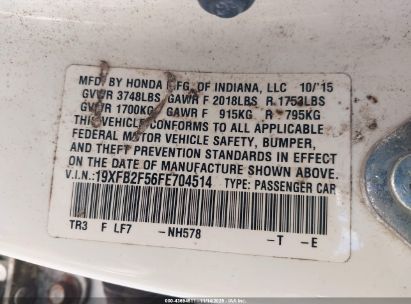 MFD. BY HONDA MFG. OF INDIANA, LLC 10/15
GVWR 3748LBS GAWR F 2018LBS R 1753LBS
GVWR 1700KG GAWR F 915KG R 795KG
THIS VEHICLE CONFORMS TO ALL APPLICABLE
FEDERAL MOTOR VEHICLE SAFETY, BUMPER,
AND THEFT PREVENTION STANDARDS IN EFFECT
ON THE DATE OF MANUFACTURE SHOWN ABOVE.
V.I.N.: 19XFB2F56FE704514 TYPE: PASSENGER CAR
TR3 F LF7 -NH578 -T -E